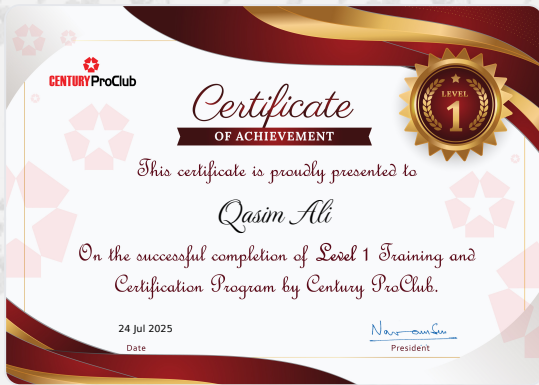 CENTURY ProClub
Certificate
OF ACHIEVEMENT
LEVEL
1
This certificate is proudly presented to
Qasim Ali
On the successful completion of Level 1 Training and
Certification Program by Century ProClub.
24 Jul 2025
Date
President